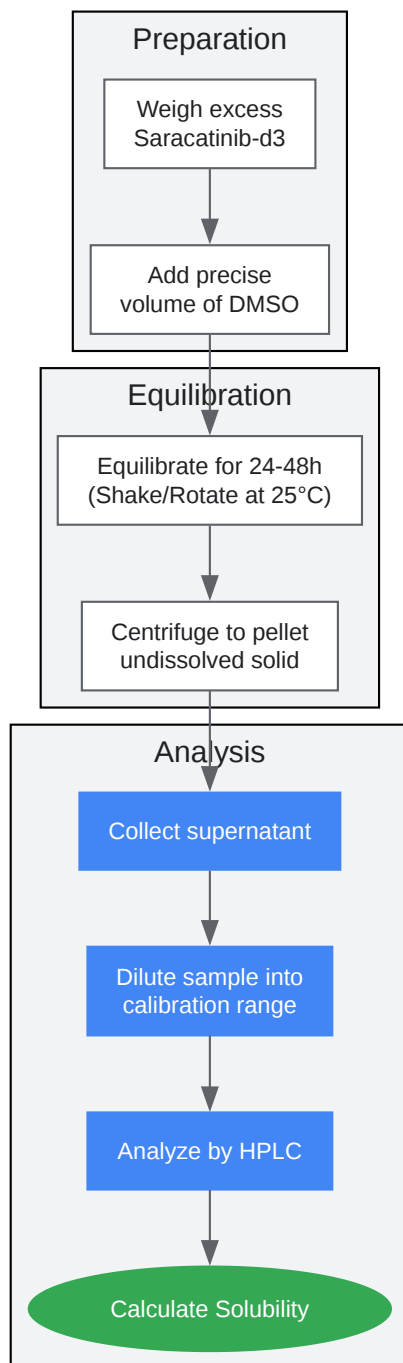 Preparation
Weigh excess
Saracatinib-d3
Add precise
volume of DMSO
Equilibration
Equilibrate for 24-48h
(Shake/Rotate at 25°C)
Centrifuge to pellet
undissolved solid
Analysis
Collect supernatant
Dilute sample into
calibration range
Analyze by HPLC
Calculate Solubility